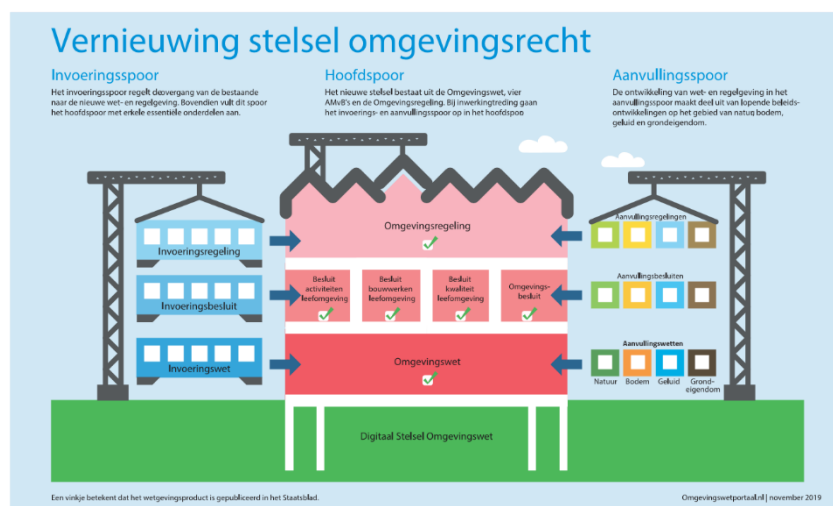 Vernieuwing stelsel omgevingsrecht
Invoeringsspoor
Het invoeringsspoor regelt de overgang van de bestaande
naar de nieuwe wet- en regelgeving. Bovendien vult dit spoor
het hoofdspoor met enkele essentiële onderdelen aan.
Hoofdspoor
Het nieuwe stelsel bestaat uit de Omgevingswet, vier
AMvB's en de Omgevingsregeling. Bij inwerkingtreding gaan
het invoerings- en aanvullingsspoor op in het hoofdspoor.
Aanvullingsspoor
De ontwikkeling van wet- en regelgeving in het
aanvullingsspoor maakt deel uit van lopende beleids-
ontwikkelingen op het gebied van natuur, bodem,
geluid en grondeigendom.
Invoeringsregeling
Omgevingsregeling
Aanvullingsregelingen
Invoeringsbesluit
Besluit
activiteiten
leefomgeving
Besluit
bouwwerken
leefomgeving
Besluit
kwaliteit
leefomgeving
Omgevings-
besluit
Aanvullingsbesluiten
Invoeringswet
Omgevingswet
Aanvullingswetten
Natuur
Bodem
Geluid
Grond-
eigendom
Digitaal Stelsel Omgevingswet
Een vinkje betekent dat het wetgevingsproduct is gepubliceerd in het Staatsblad.
Omgevingswetportaal.nl | november 2019